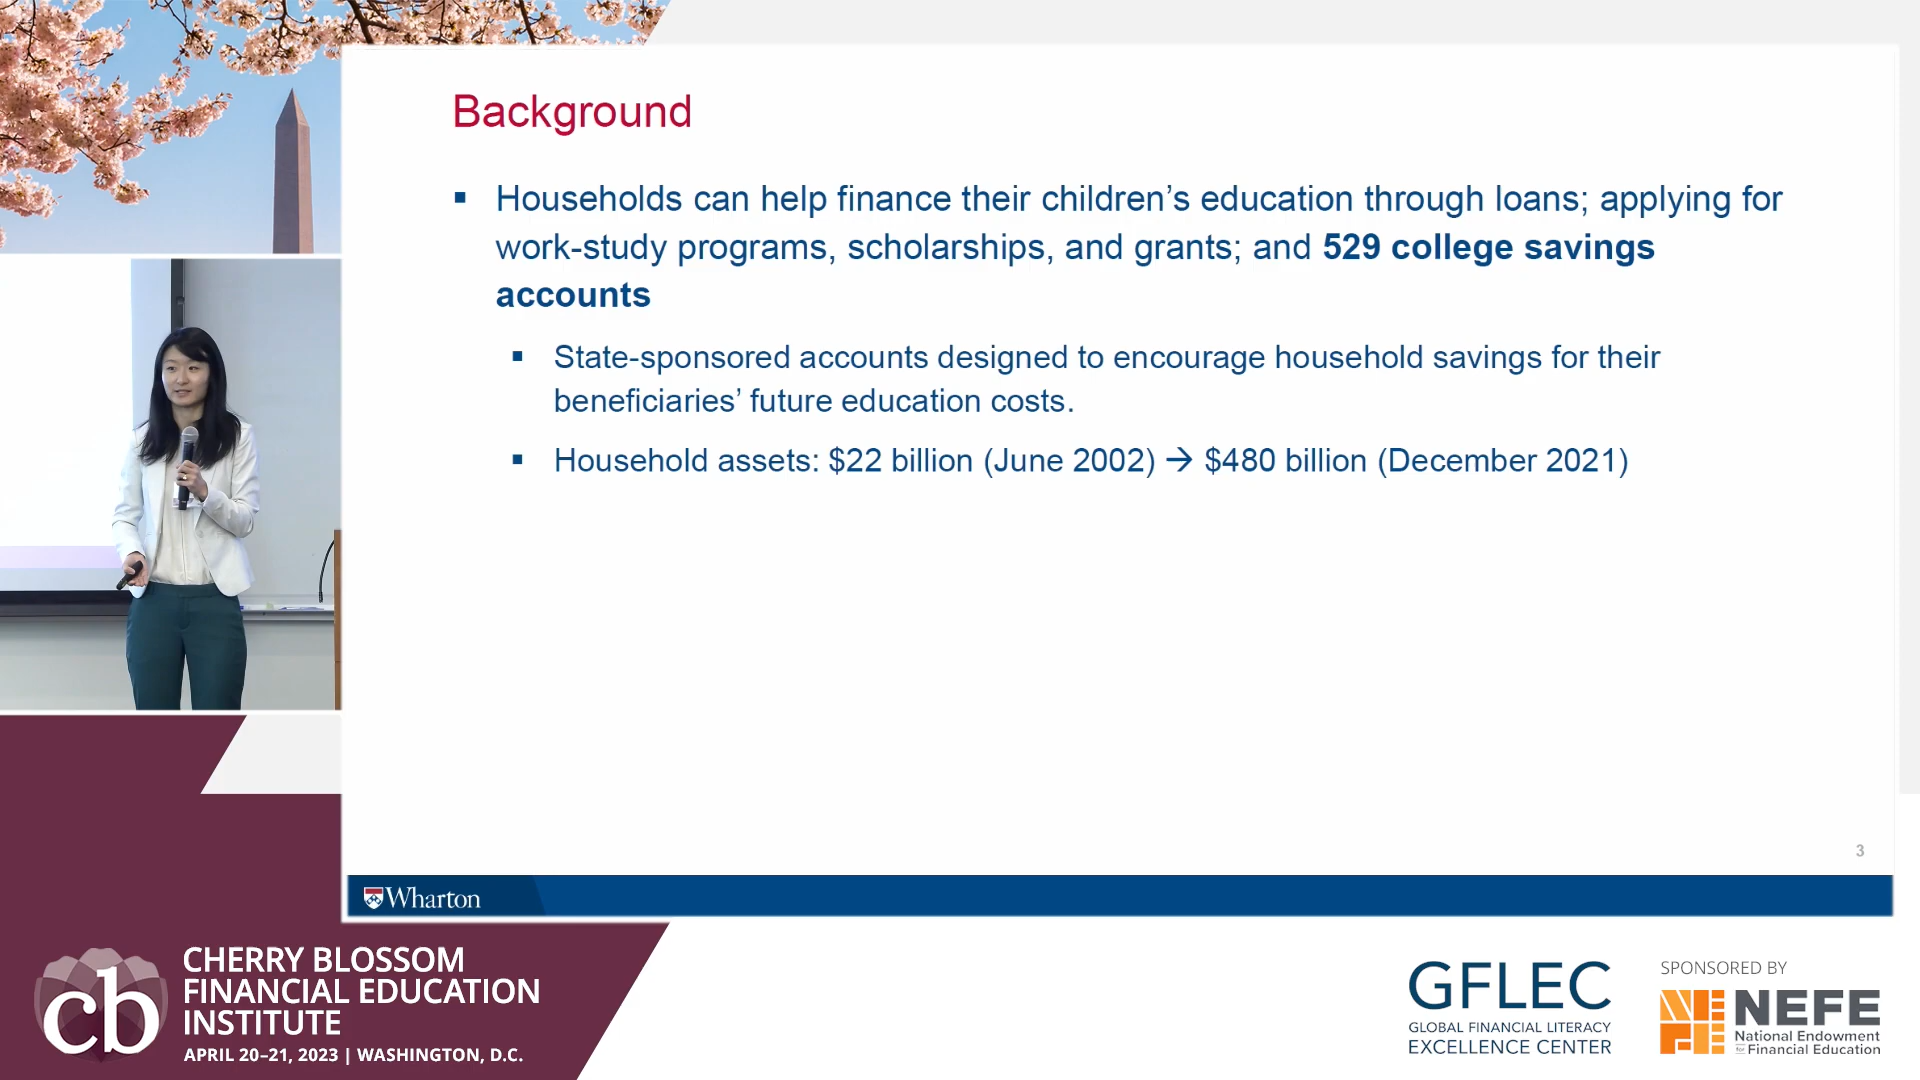 Background
▪ Households can help finance their children’s education through loans; applying for
work-study programs, scholarships, and grants; and 529 college savings
accounts
▪ State-sponsored accounts designed to encourage household savings for their
beneficiaries’ future education costs.
▪ Household assets: $22 billion (June 2002) → $480 billion (December 2021)
3
Wharton
cb
CHERRY BLOSSOM
FINANCIAL EDUCATION
INSTITUTE
APRIL 20–21, 2023 | WASHINGTON, D.C.
GFLEC
GLOBAL FINANCIAL LITERACY
EXCELLENCE CENTER
SPONSORED BY
NEFE
National Endowment
for Financial Education